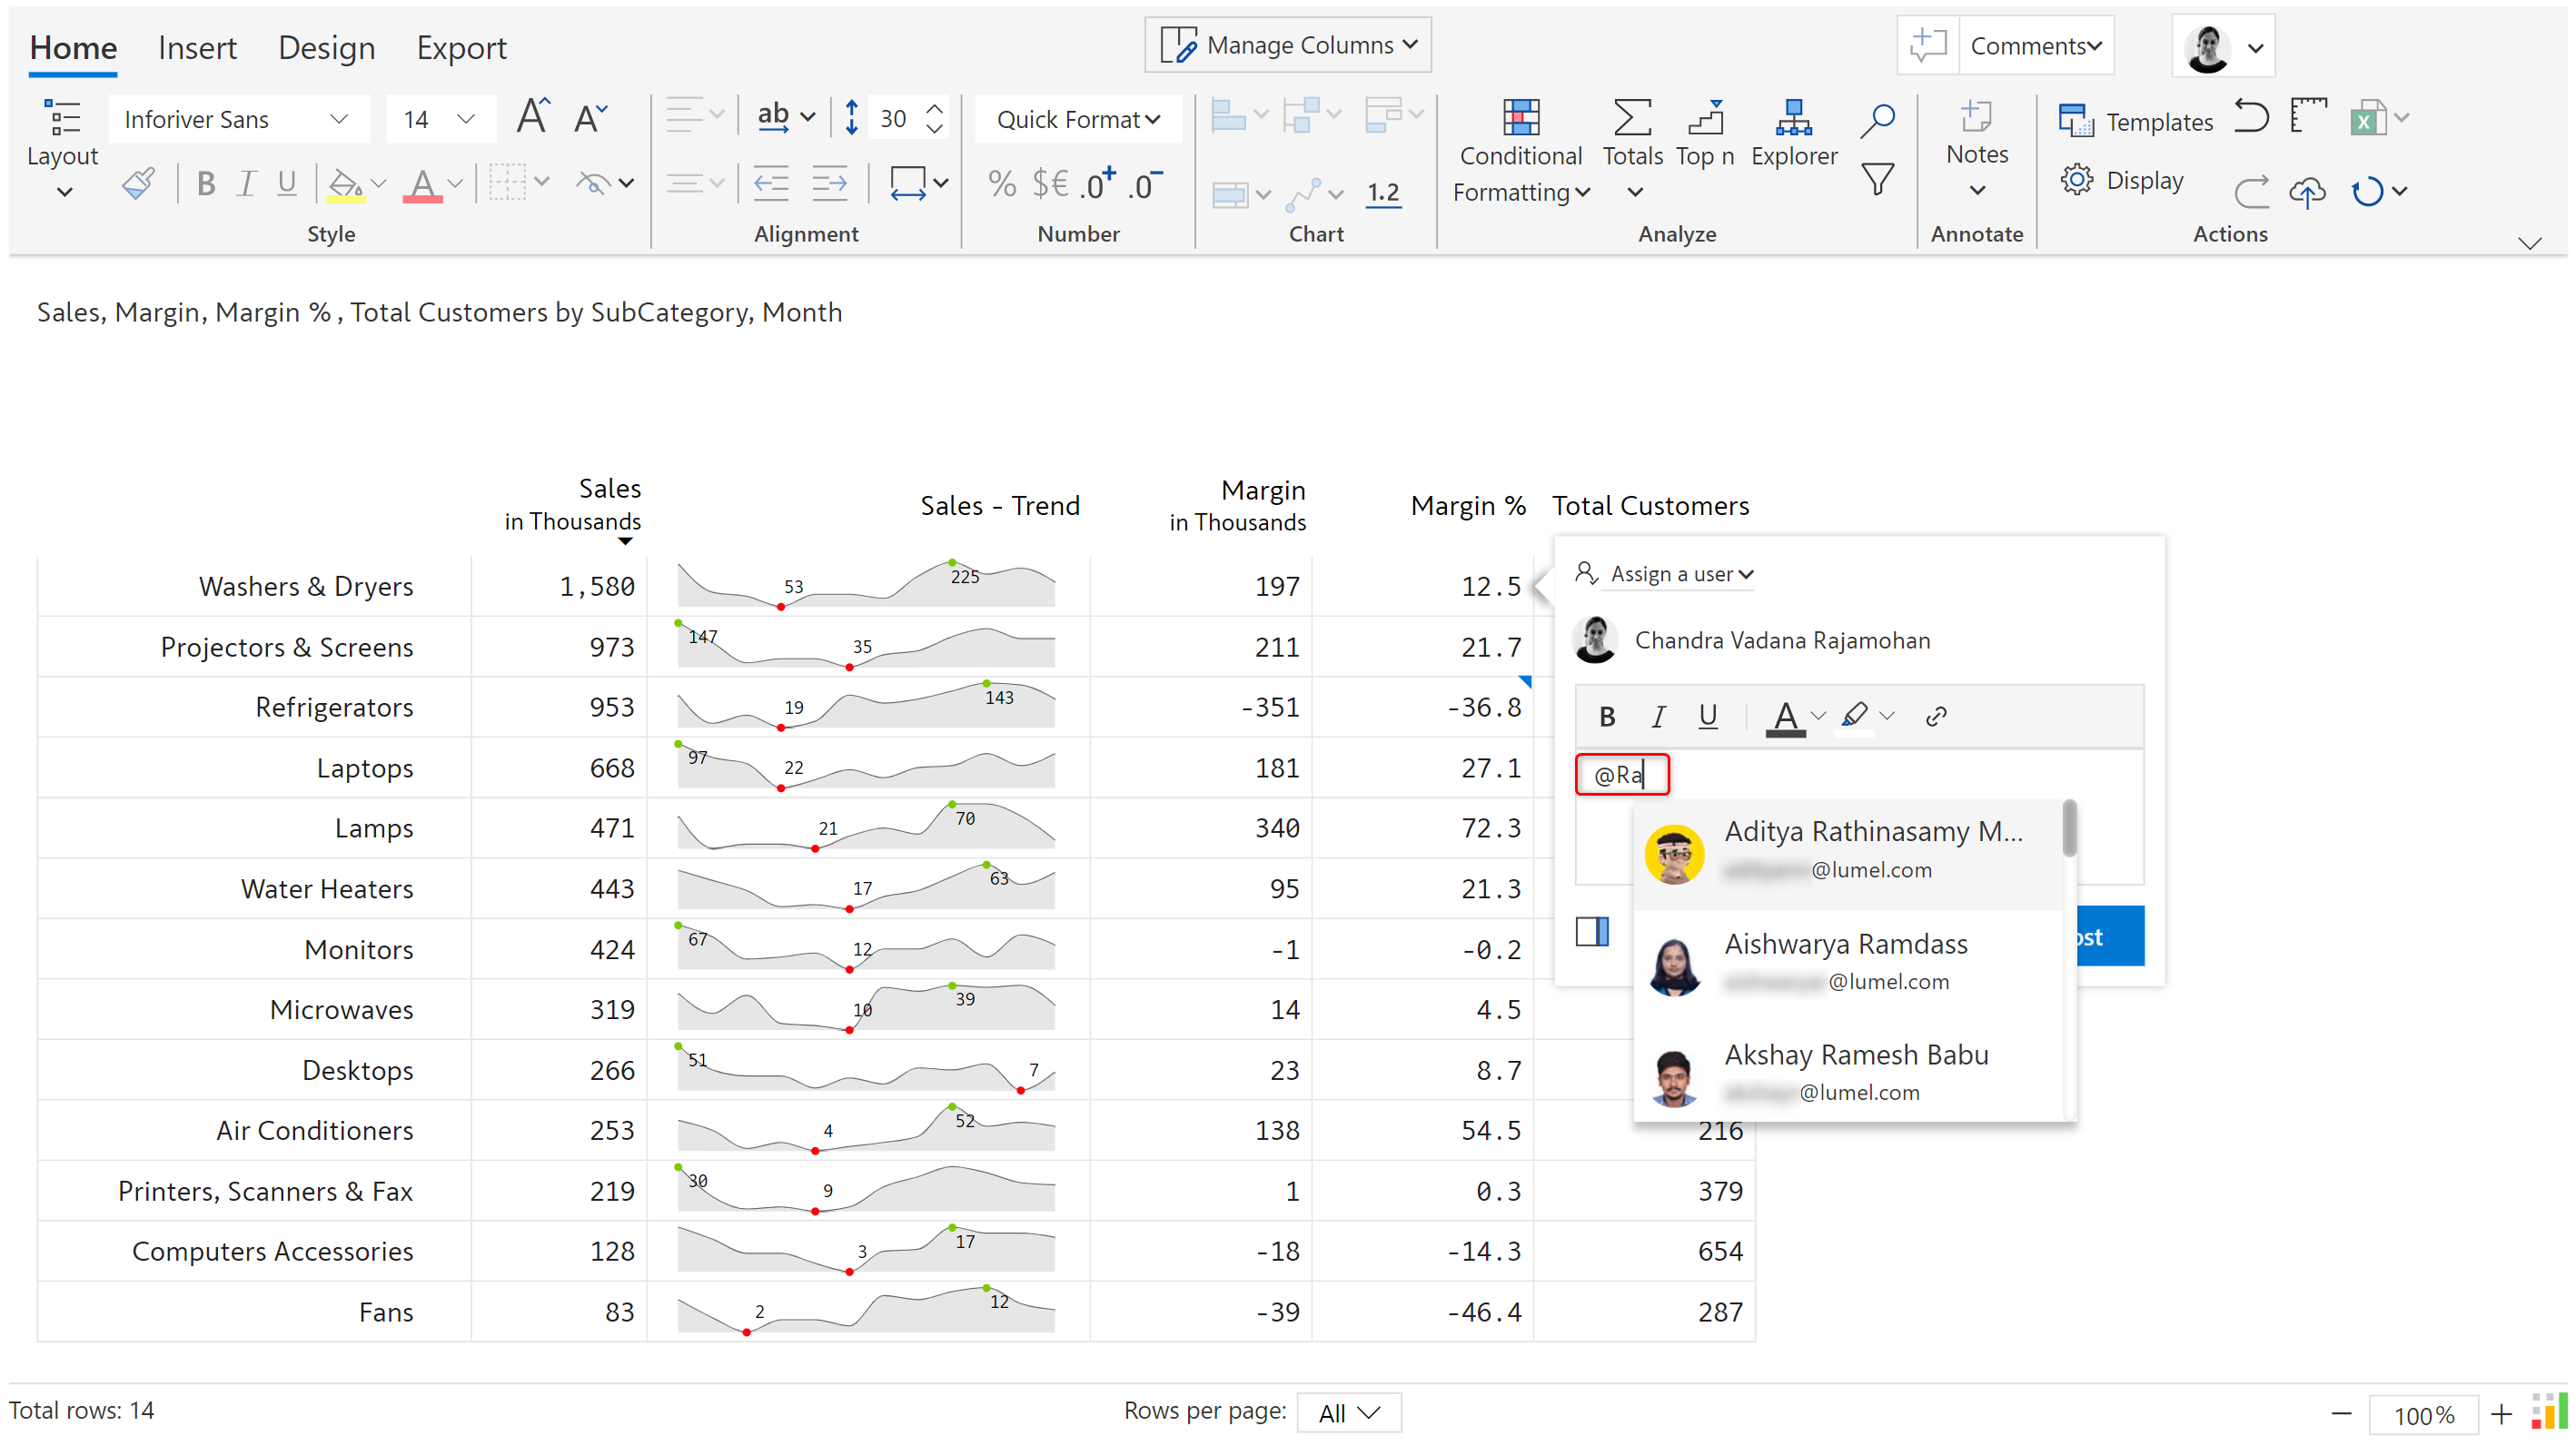 Home Insert Design Export Manage Columns Comments
Inforiver Sans 14 A A ab 30 Quick Format
Layout Conditional Formatting Totals Top n Explorer Notes Templates
B I U A % $€ .0+ .0- 1.2 Display
Style Alignment Number Chart Analyze Annotate Actions
Sales, Margin, Margin % , Total Customers by SubCategory, Month
Sales in Thousands Sales - Trend Margin in Thousands Margin % Total Customers
Washers & Dryers 1,580 53 225 197 12.5
Projectors & Screens 973 147 35 211 21.7
Refrigerators 953 19 143 -351 -36.8
Laptops 668 97 22 181 27.1
Lamps 471 21 70 340 72.3
Water Heaters 443 17 63 95 21.3
Monitors 424 67 12 -1 -0.2
Microwaves 319 10 39 14 4.5
Desktops 266 51 7 23 8.7
Air Conditioners 253 4 52 138 54.5 216
Printers, Scanners & Fax 219 30 9 1 0.3 379
Computers Accessories 128 3 17 -18 -14.3 654
Fans 83 2 12 -39 -46.4 287
Assign a user
Chandra Vadana Rajamohan
B I U A
@Ra
Aditya Rathinasamy M...
@lumel.com
Aishwarya Ramdass
@lumel.com
Akshay Ramesh Babu
@lumel.com
ost
Total rows: 14 Rows per page: All 100%